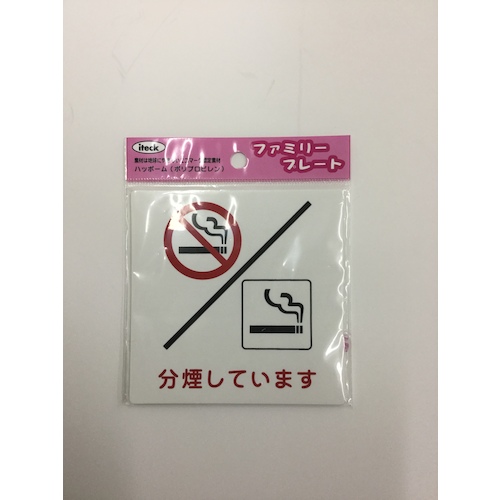 iteck
ファミリー
プレート
ハッポーム（ポリプロピレン）
分煙しています